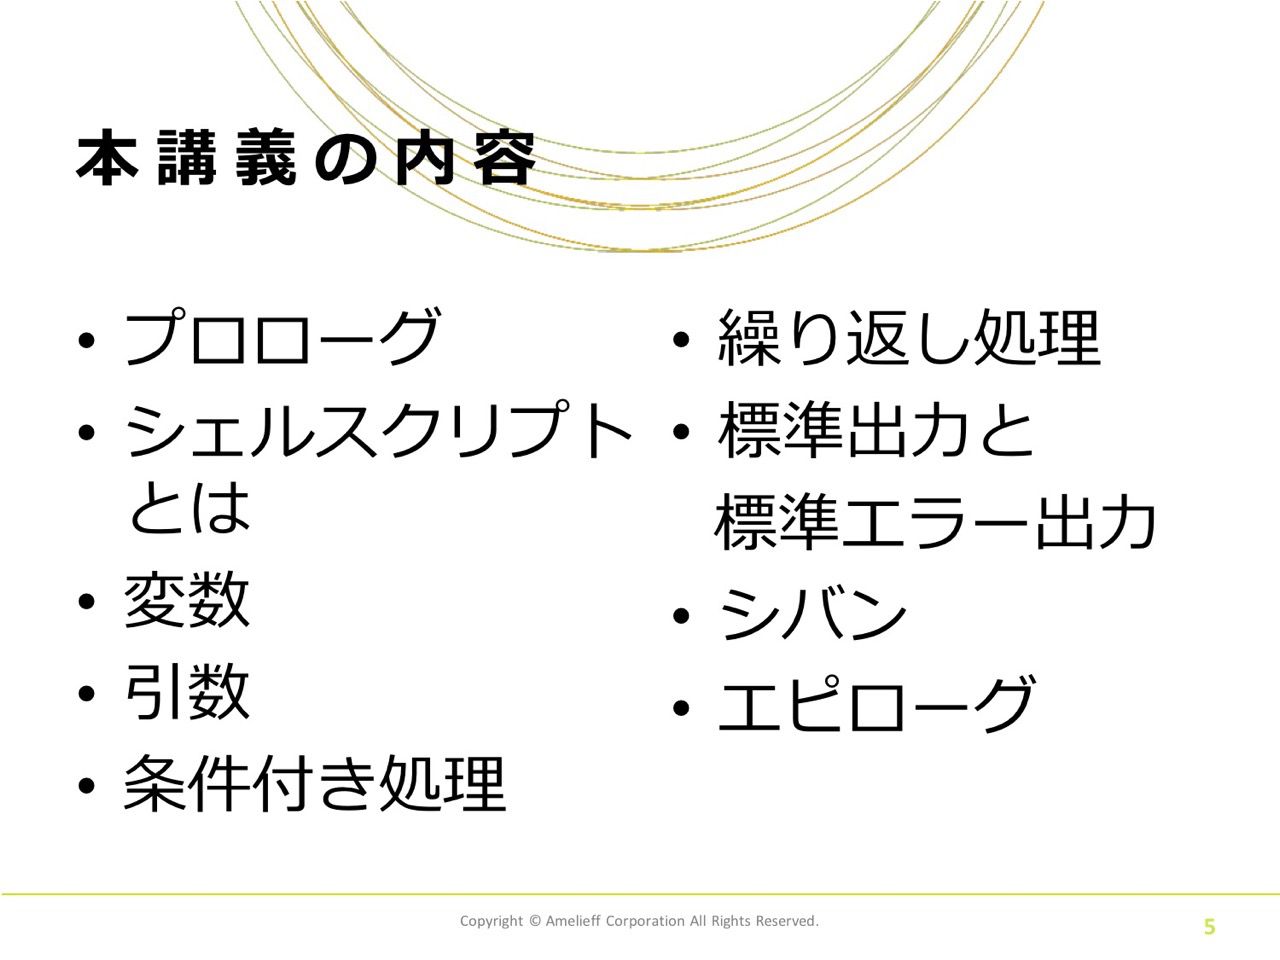 本講義の内容
• プロローグ
• シェルスクリプト
とは
• 変数
• 引数
• 条件付き処理
• 繰り返し処理
• 標準出力と
標準エラー出力
• シバン
• エピローグ
Copyright © Amelieff Corporation All Rights Reserved.
5